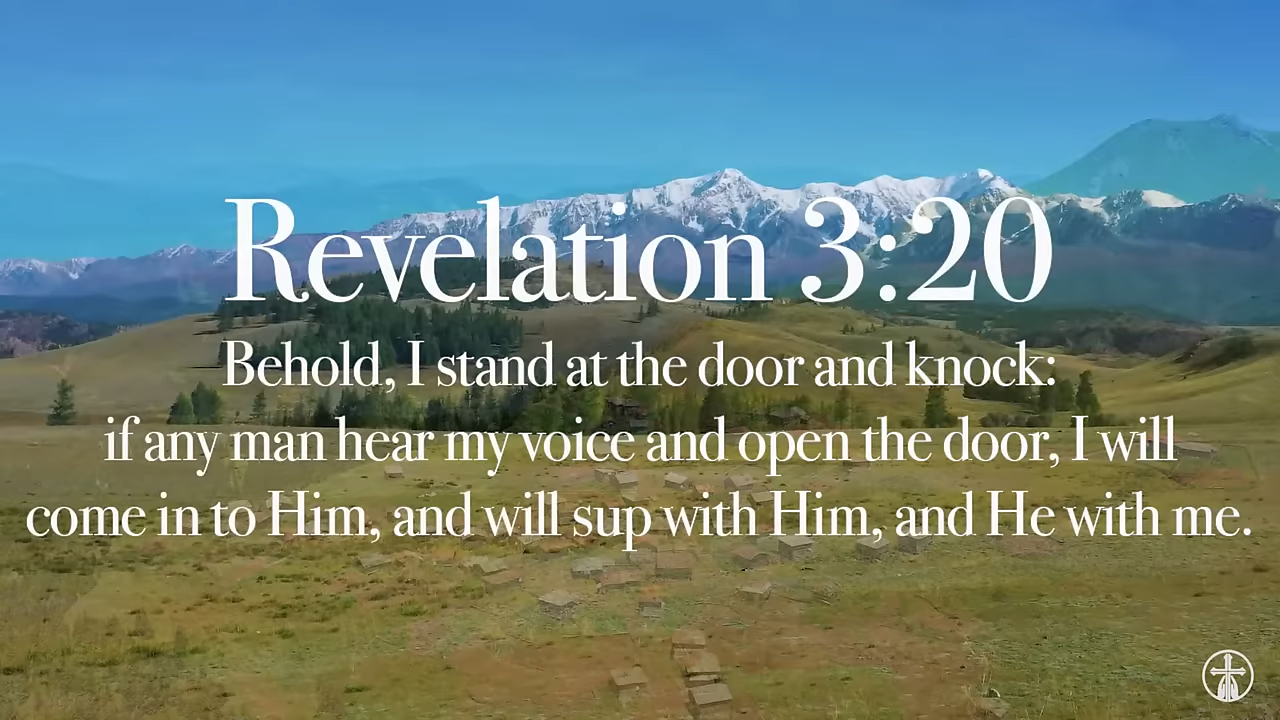 Revelation 3:20
Behold, I stand at the door and knock:
if any man hear my voice and open the door, I will
come in to Him, and will sup with Him, and He with me.